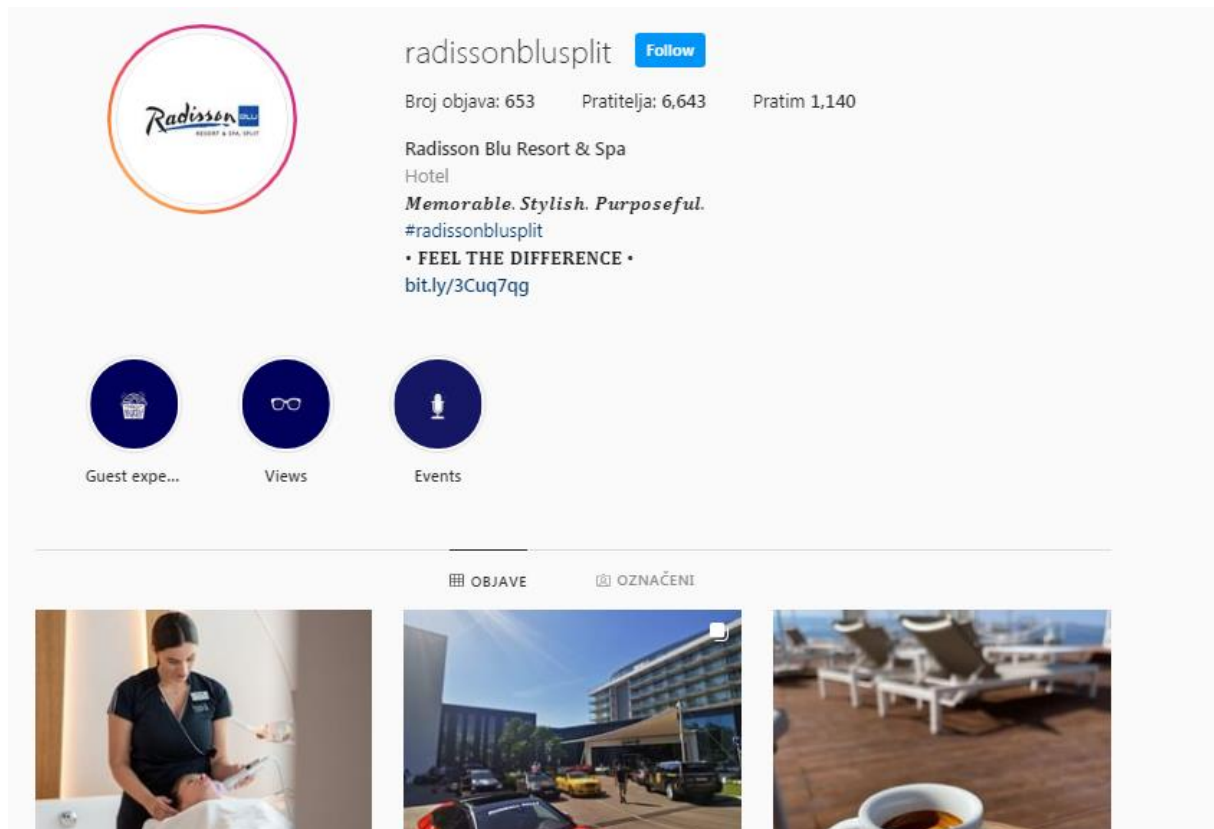 Radisson BLU
RESORT & SPA, SPLIT
radissonblusplit Follow
Broj objava: 653 Pratitelja: 6,643 Pratim 1,140
Radisson Blu Resort & Spa
Hotel
Memorable. Stylish. Purposeful.
#radissonblusplit
• FEEL THE DIFFERENCE •
bit.ly/3Cuq7qg
Guest expe... Views Events
OBJAVE OZNAČENI